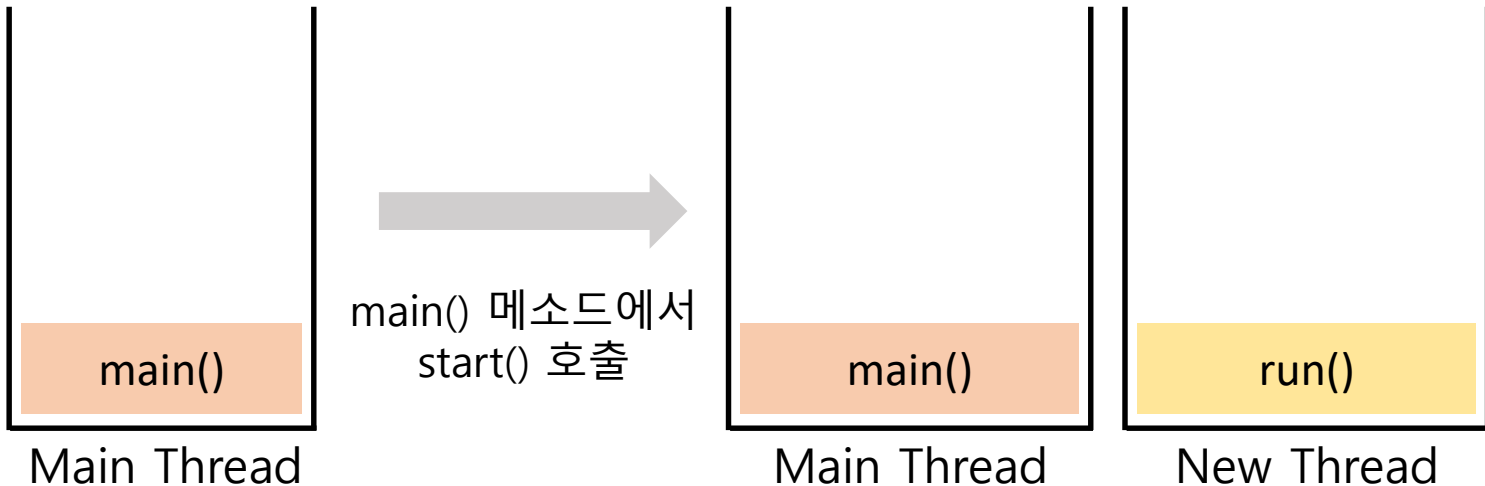 main()
Main Thread
main() 메소드에서
start() 호출
main()
Main Thread
run()
New Thread